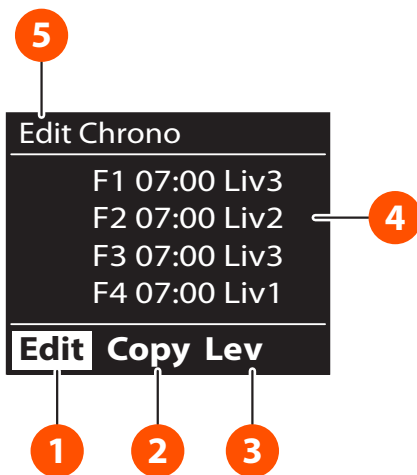 5
Edit Chrono
F1 07:00 Liv3
F2 07:00 Liv2
4
F3 07:00 Liv3
F4 07:00 Liv1
Edit Copy Lev
1 2 3